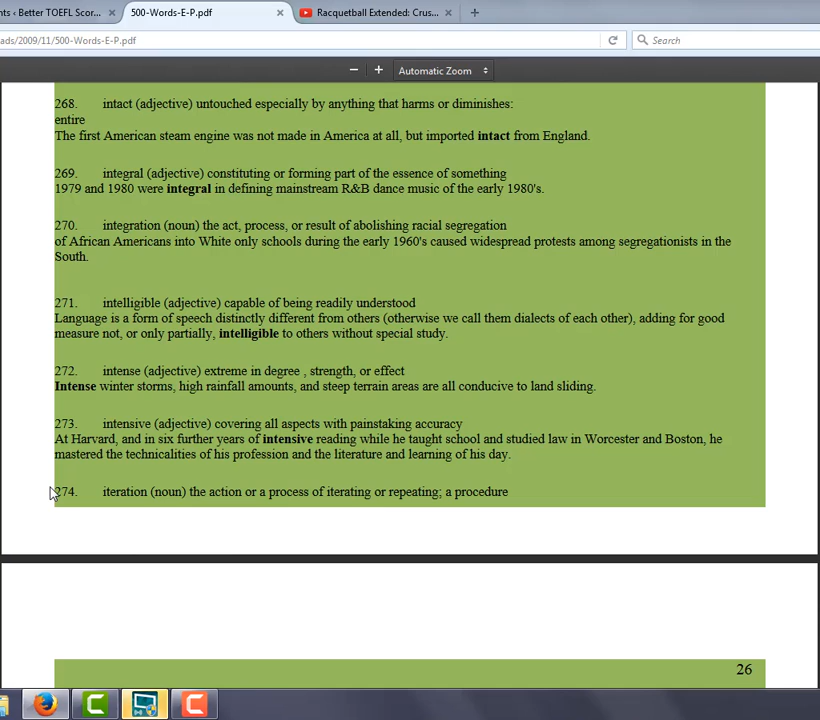 nts ‹ Better TOEFL Scor... × 500-Words-E-P.pdf × Racquetball Extended: Crus... × +
ads/2009/11/500-Words-E-P.pdf Search
− + Automatic Zoom
268. intact (adjective) untouched especially by anything that harms or diminishes:
entire
The first American steam engine was not made in America at all, but imported intact from England.
269. integral (adjective) constituting or forming part of the essence of something
1979 and 1980 were integral in defining mainstream R&B dance music of the early 1980's.
270. integration (noun) the act, process, or result of abolishing racial segregation
of African Americans into White only schools during the early 1960's caused widespread protests among segregationists in the
South.
271. intelligible (adjective) capable of being readily understood
Language is a form of speech distinctly different from others (otherwise we call them dialects of each other), adding for good
measure not, or only partially, intelligible to others without special study.
272. intense (adjective) extreme in degree , strength, or effect
Intense winter storms, high rainfall amounts, and steep terrain areas are all conducive to land sliding.
273. intensive (adjective) covering all aspects with painstaking accuracy
At Harvard, and in six further years of intensive reading while he taught school and studied law in Worcester and Boston, he
mastered the technicalities of his profession and the literature and learning of his day.
274. iteration (noun) the action or a process of iterating or repeating; a procedure
26